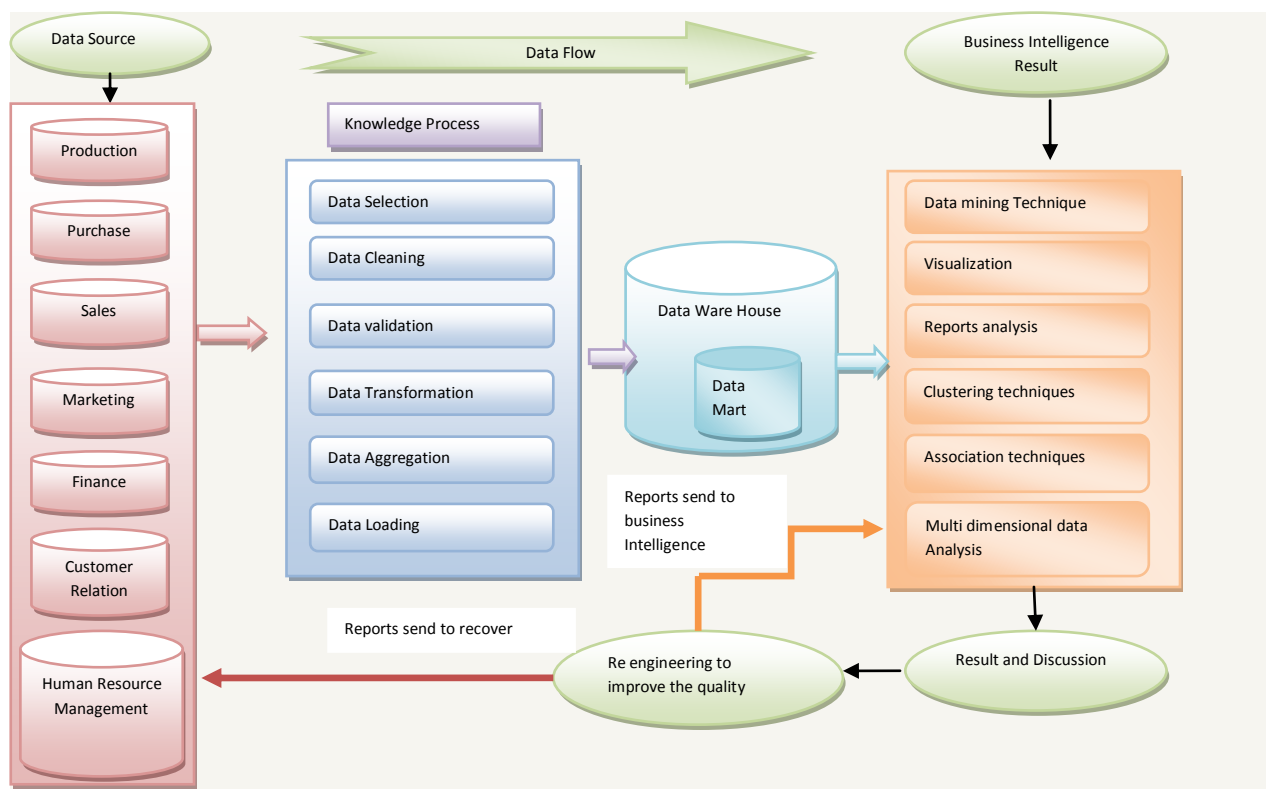 Data Source
Data Flow
Business Intelligence
Result
Production
Purchase
Sales
Marketing
Finance
Customer
Relation
Human Resource
Management
Knowledge Process
Data Selection
Data Cleaning
Data validation
Data Transformation
Data Aggregation
Data Loading
Data Ware House
Data
Mart
Data mining Technique
Visualization
Reports analysis
Clustering techniques
Association techniques
Multi dimensional data
Analysis
Reports send to
business
Intelligence
Reports send to recover
Re engineering to
improve the quality
Result and Discussion